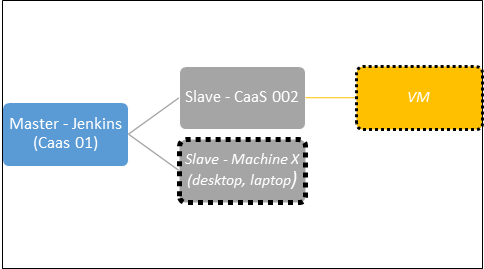 Master - Jenkins
(Caas 01)
Slave - CaaS 002
Slave - Machine X
(desktop, laptop)
VM